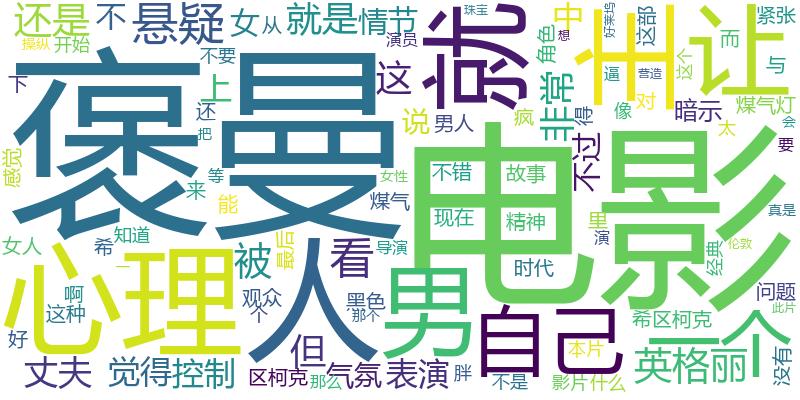 还是
不
悬疑
女
从
就是
情节
珠宝
中
好莱坞
想
这部
而
紧张
操纵
开始
不要
演员
就
角色
主
营造
让
这个
与
下
褒曼
上
这
非常
逼
对
暗示
煤气灯
还
说
男人
疯
得
像
太
会
把
电影
不过
要
感觉
来
等
女性
不错
故事
能
煤气
现在
精神
里
真是
女人
希
知道
最后
导演
演
经典
伦敦
心理
人
被
看
男
时代
一
啊
观众
黑色
问题
这种
个
那个
自己
希区柯克
一个
此片
好
但
本片
没有
丈夫
觉得
控制
区柯克
那么
气氛
表演
胖
不是
影片
什么
英格丽